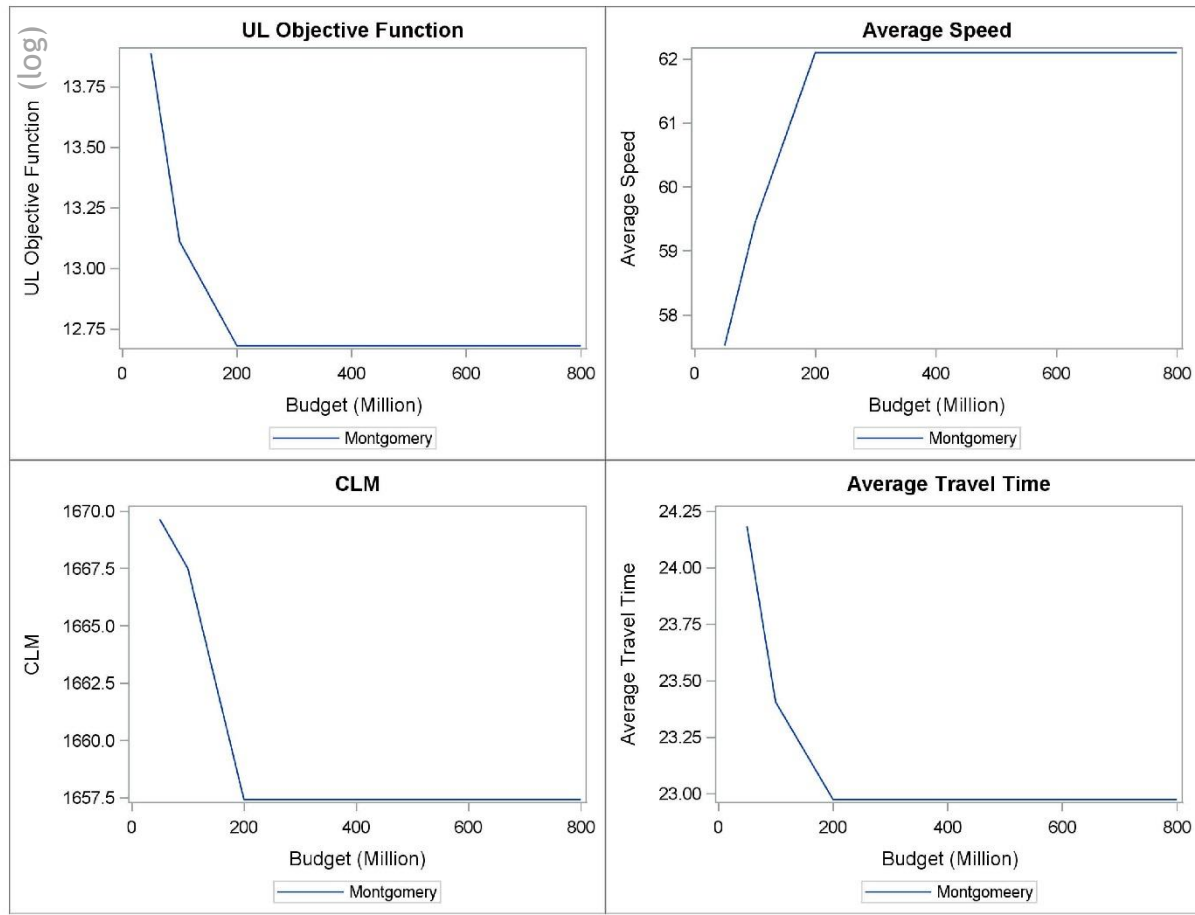 UL Objective Function
UL Objective Function (log)
13.75
13.50
13.25
13.00
12.75
0 200 400 600 800
Budget (Million)
Montgomery
Average Speed
Average Speed
62
61
60
59
58
0 200 400 600 800
Budget (Million)
Montgomery
CLM
CLM
1670.0
1667.5
1665.0
1662.5
1660.0
1657.5
0 200 400 600 800
Budget (Million)
Montgomery
Average Travel Time
Average Travel Time
24.25
24.00
23.75
23.50
23.25
23.00
0 200 400 600 800
Budget (Million)
Montgomeery